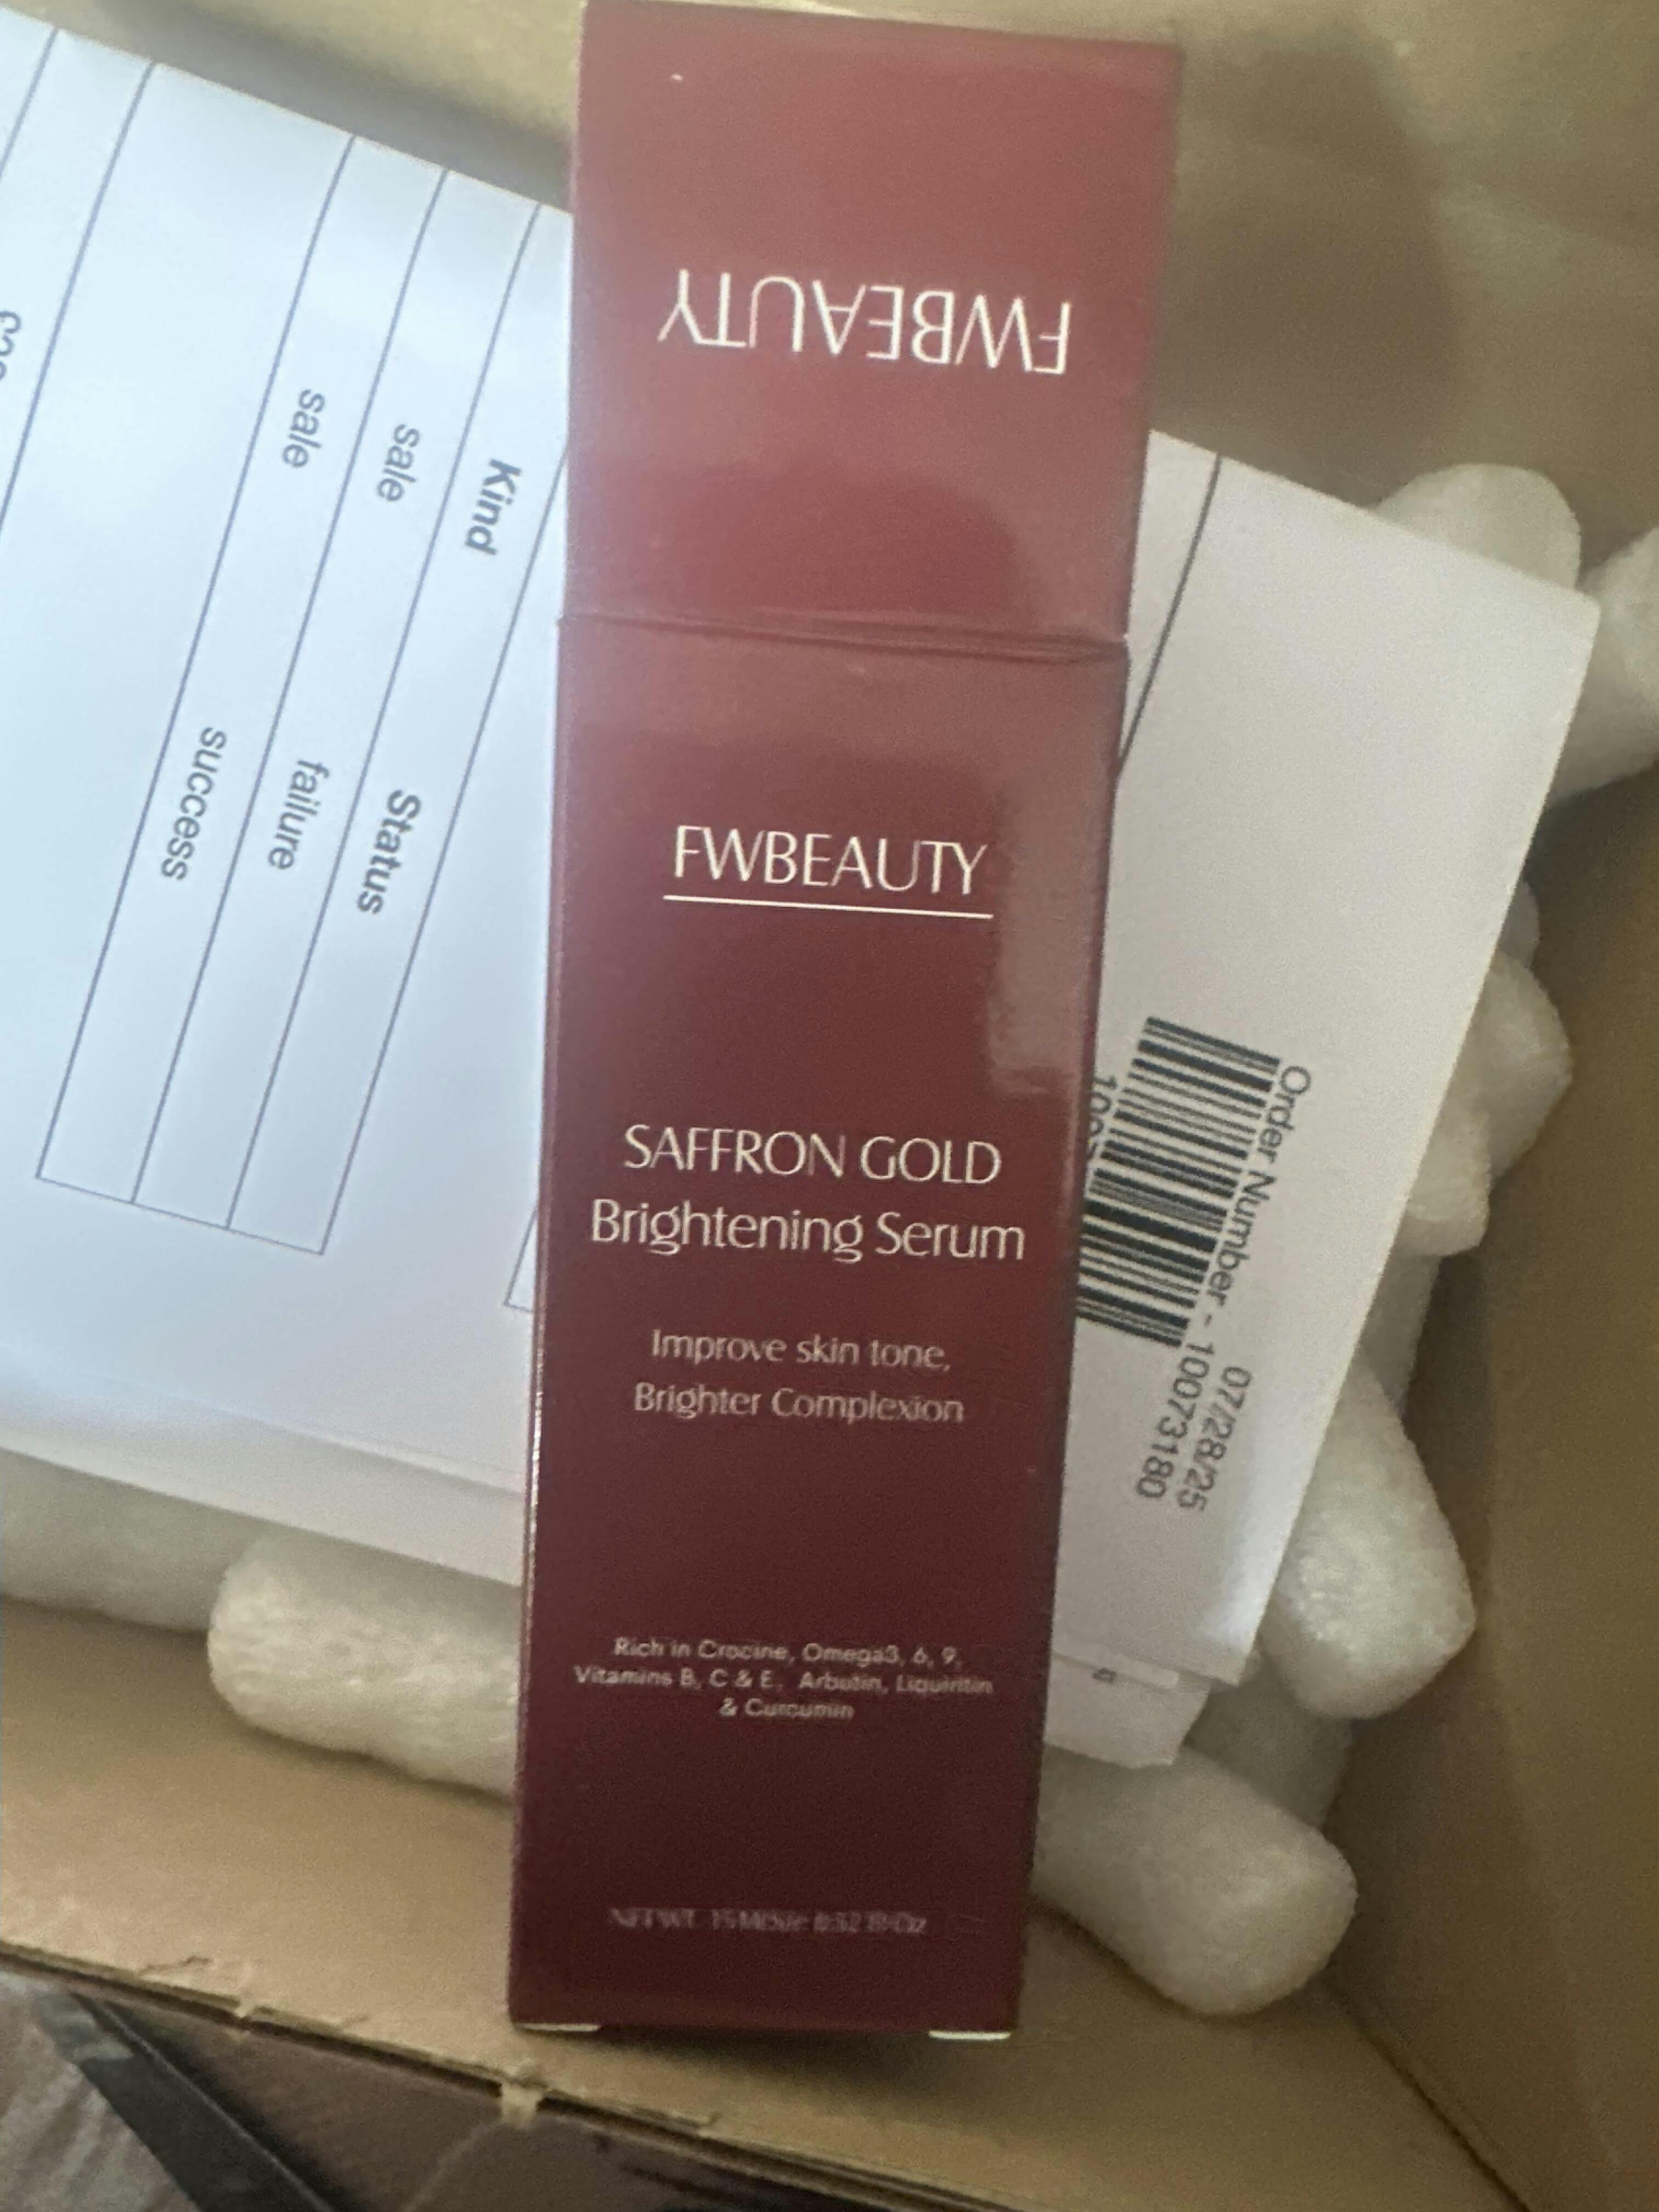 FWBEAUTY
FWBEAUTY
SAFFRON GOLD
Brightening Serum
Improve skin tone,
Brighter Complexion
Rich in Crocine, Omega3, 6, 9,
Vitamins B, C & E, Arbutin, Liquiritin
& Curcumin
Kind Status
sale failure
sale success
07/28/25
Order Number - 10073180